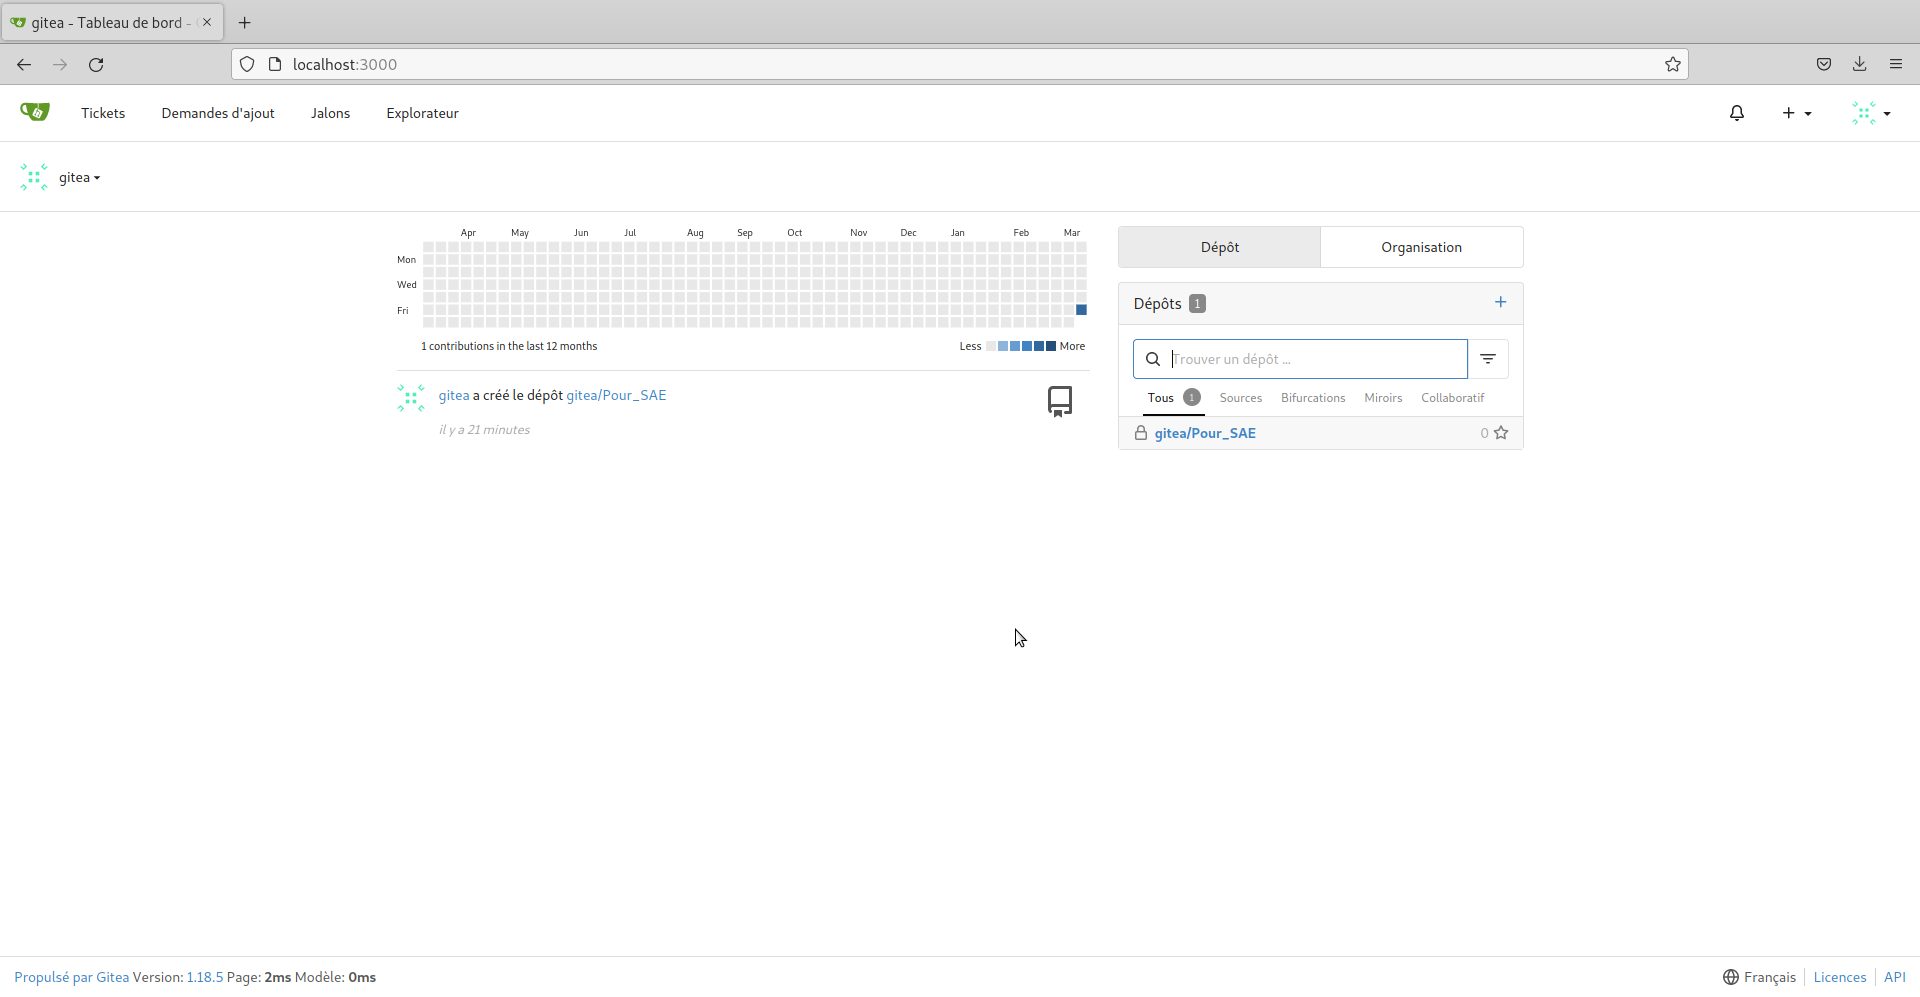 gitea - Tableau de bord -
localhost:3000
Tickets Demandes d'ajout Jalons Explorateur
gitea
Apr May Jun Jul Aug Sep Oct Nov Dec Jan Feb Mar
Mon
Wed
Fri
1 contributions in the last 12 months
Less More
gitea a créé le dépôt gitea/Pour_SAE
il y a 21 minutes
Dépôt Organisation
Dépôts 1
Trouver un dépôt ...
Tous 1 Sources Bifurcations Miroirs Collaboratif
gitea/Pour_SAE 0
Propulsé par Gitea Version: 1.18.5 Page: 2ms Modèle: 0ms
Français Licences API